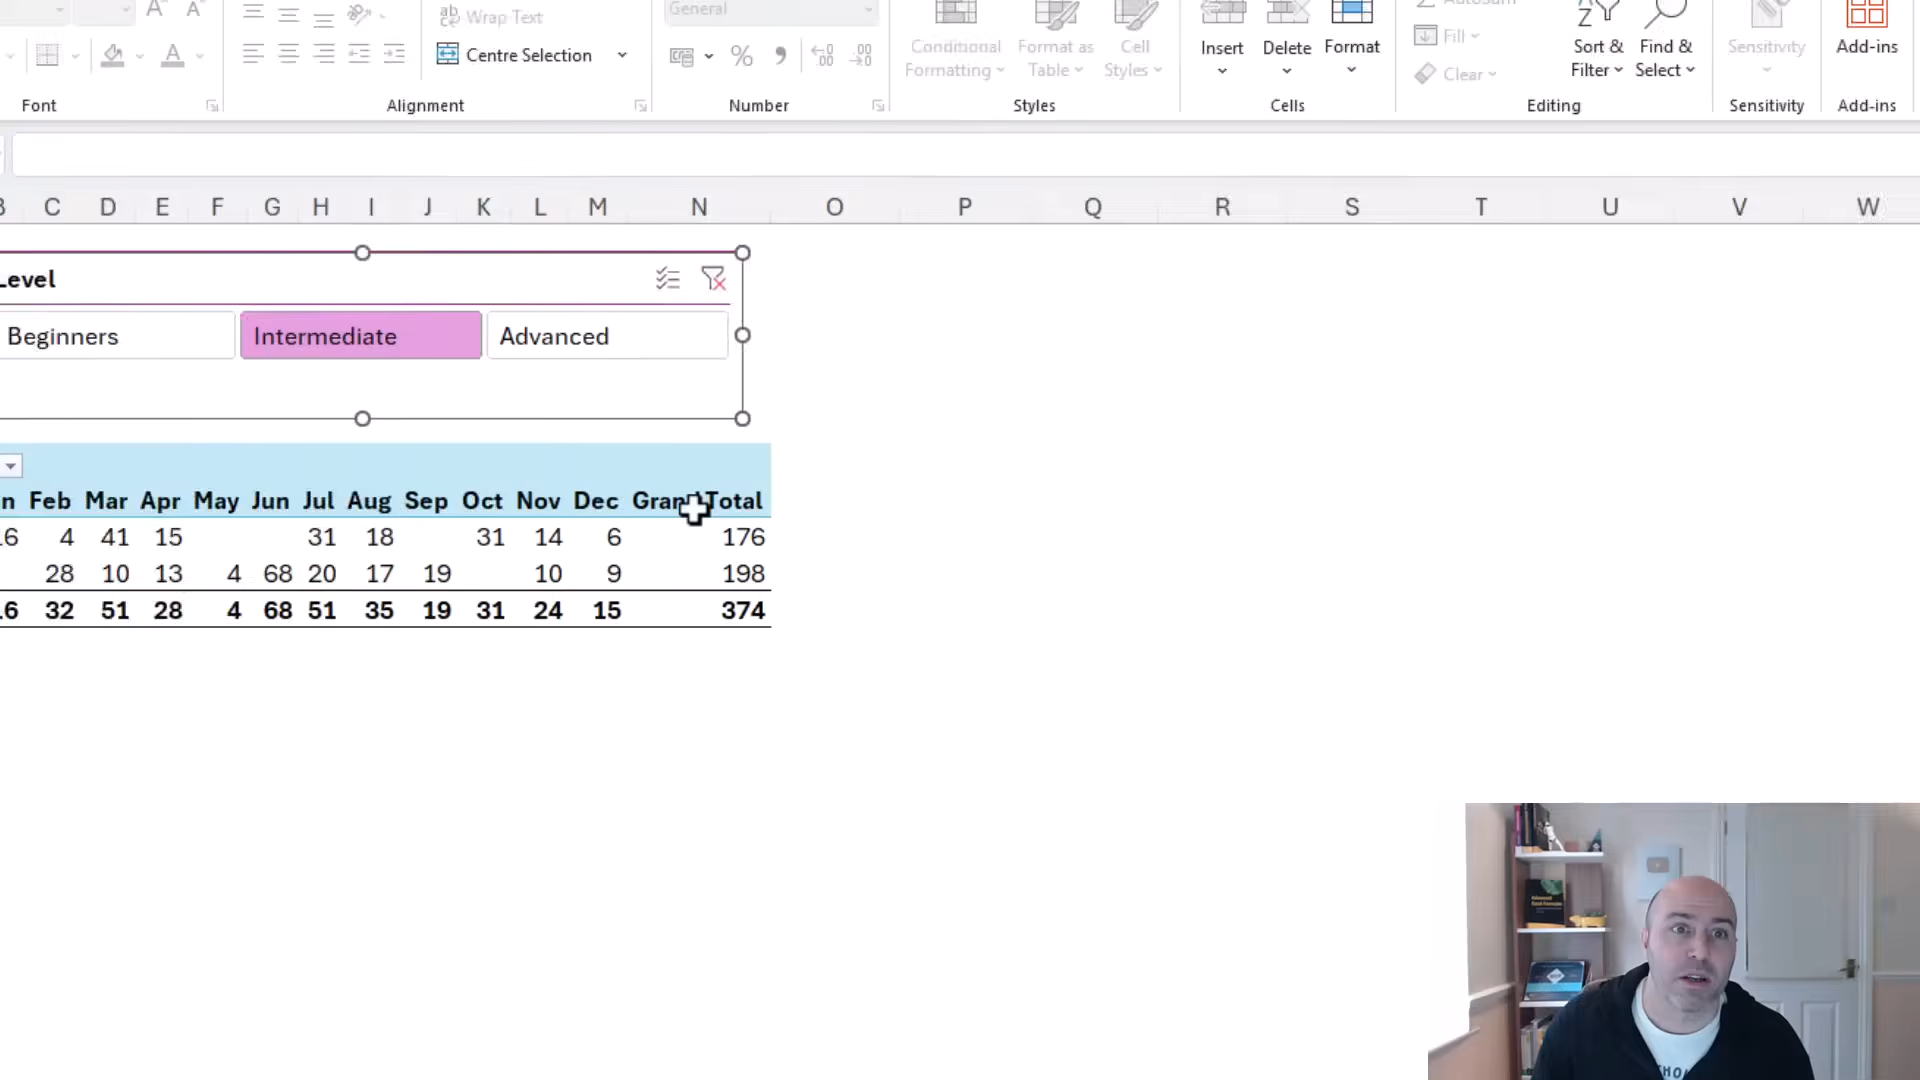 General
AutoSum
Wrap Text
Centre Selection
%
Conditional Formatting
Format as Table
Cell Styles
Insert
Delete
Format
Fill
Clear
Sort & Filter
Find & Select
Sensitivity
Add-ins
Font
Alignment
Number
Styles
Cells
Editing
Sensitivity
Add-ins
B C D E F G H I J K L M N O P Q R S T U V W
Level
Beginners
Intermediate
Advanced
Feb Mar Apr May Jun Jul Aug Sep Oct Nov Dec Grand Total
6 4 41 15 31 18 31 14 6 176
28 10 13 4 68 20 17 19 10 9 198
6 32 51 28 4 68 51 35 19 31 24 15 374